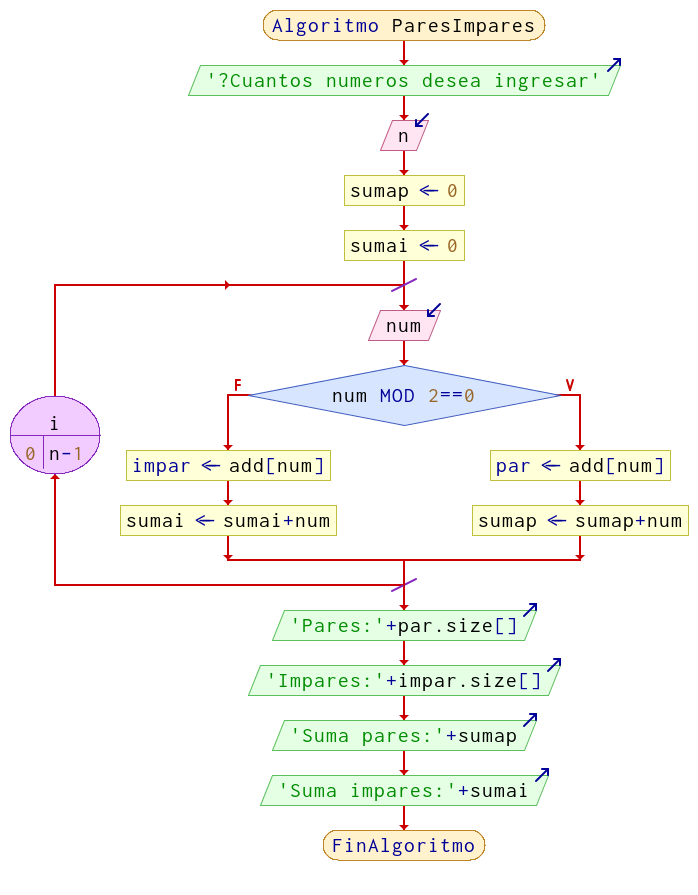 Algoritmo ParesImpares
'?Cuantos numeros desea ingresar'
n
sumap ← 0
sumai ← 0
num
F
V
num MOD 2==0
i
0 n-1
impar ← add[num]
par ← add[num]
sumai ← sumai+num
sumap ← sumap+num
'Pares:'+par.size[]
'Impares:'+impar.size[]
'Suma pares:'+sumap
'Suma impares:'+sumai
FinAlgoritmo